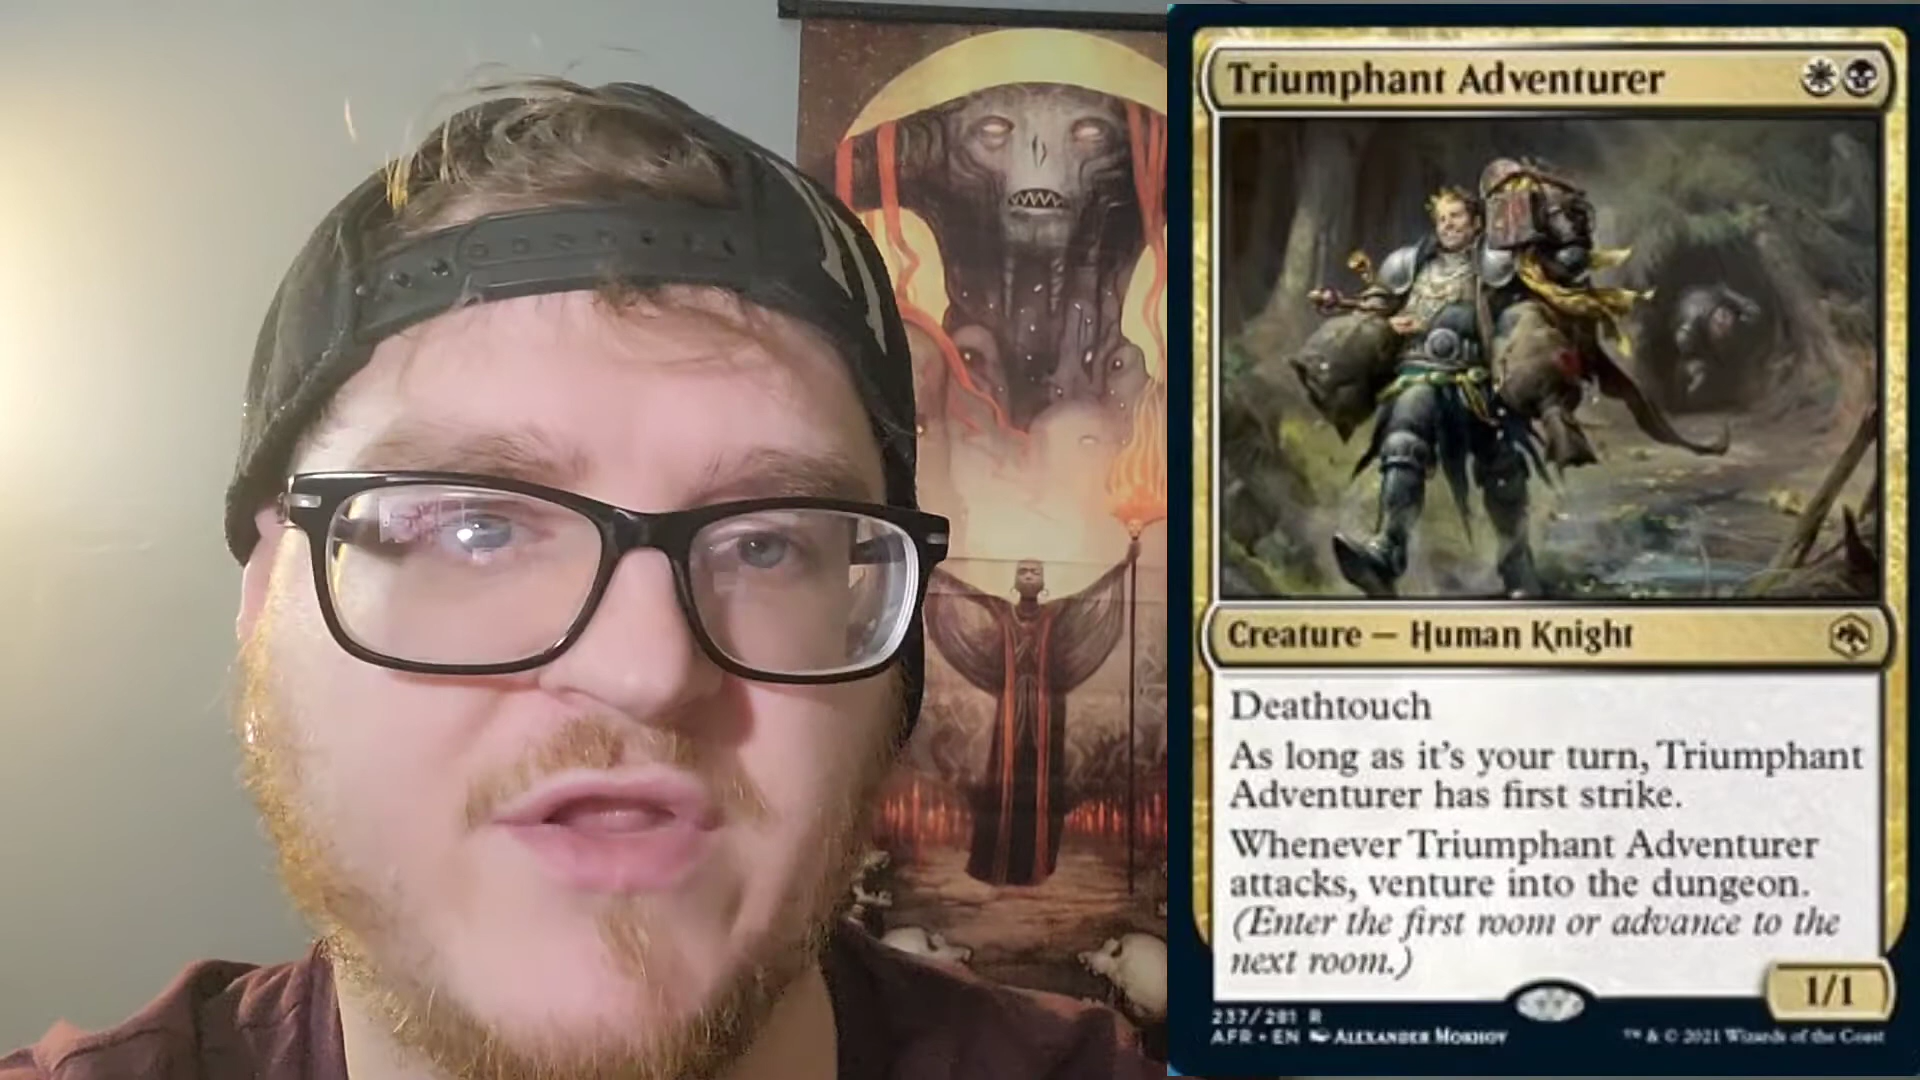 Triumphant Adventurer
Creature — Human Knight
Deathtouch
As long as it's your turn, Triumphant
Adventurer has first strike.
Whenever Triumphant Adventurer
attacks, venture into the dungeon.
(Enter the first room or advance to the
next room.)
1/1
237/281 R
AFR • EN Alexander Mokhov
™ & © 2021 Wizards of the Coast